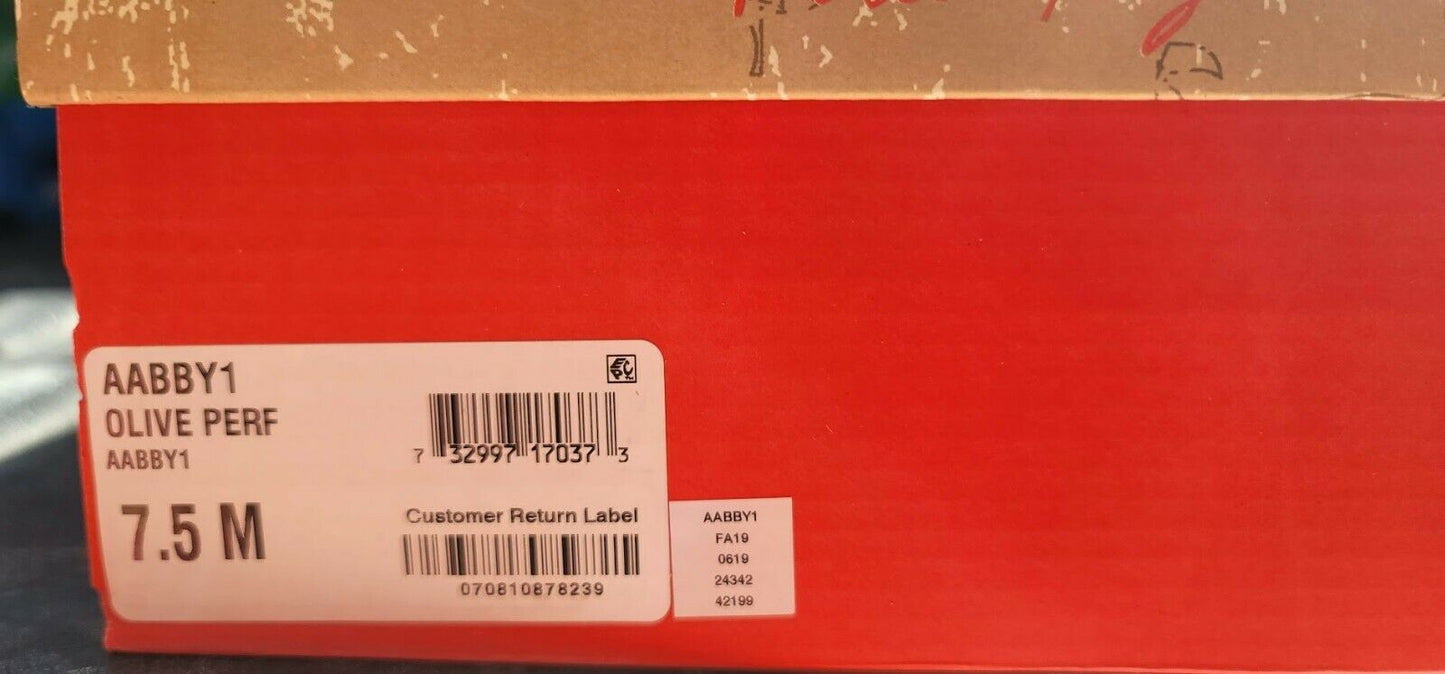 AABBY1
OLIVE PERF
AABBY1
7.5 M
7 32997 17037 3
Customer Return Label
070810878239
AABBY1
FA19
0619
24342
42199